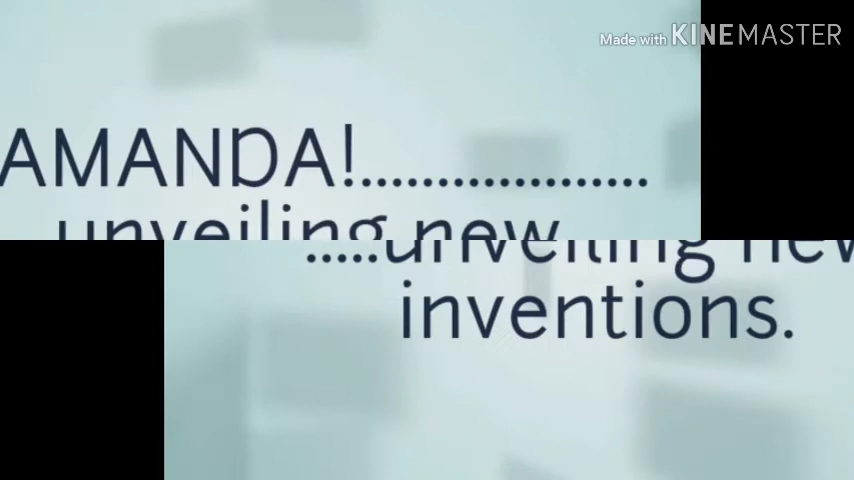 Made with KINEMASTER
AMANDA!...................
unveiling new
.....unveiling new
inventions.